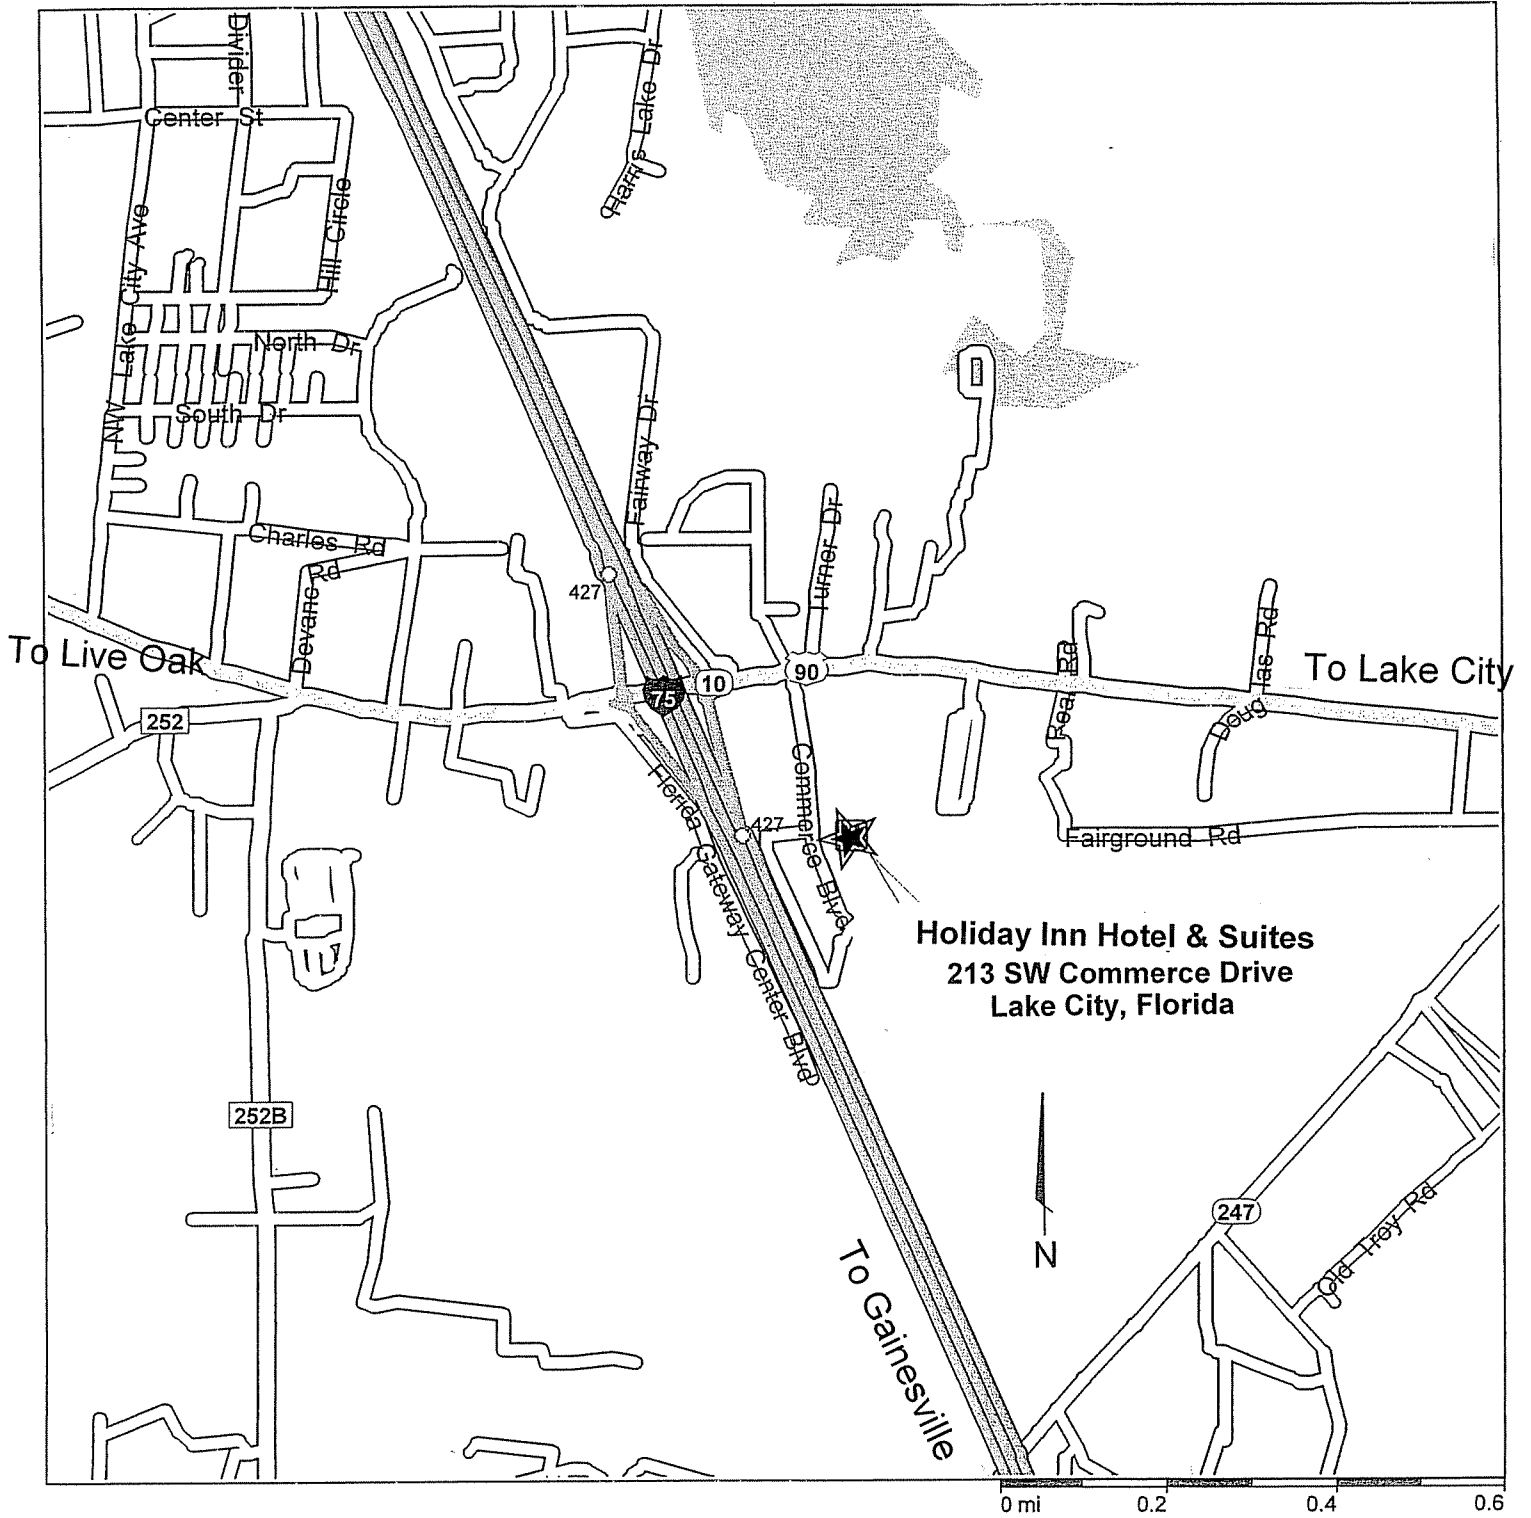 Divider
Center St
Harris Lake Dr
Hill Circle
NW Lake City Ave
North Dr
South Dr
Fairway Dr
Charles Rd
Devane Rd
Turner Dr
427
To Live Oak
252
75
10
90
Real Rd
Douglas Rd
To Lake City
Florida Gateway Center Blvd
427
Commerce Blvd
Fairground Rd
Holiday Inn Hotel & Suites
213 SW Commerce Drive
Lake City, Florida
252B
N
247
Old Troy Rd
To Gainesville
0 mi 0.2 0.4 0.6